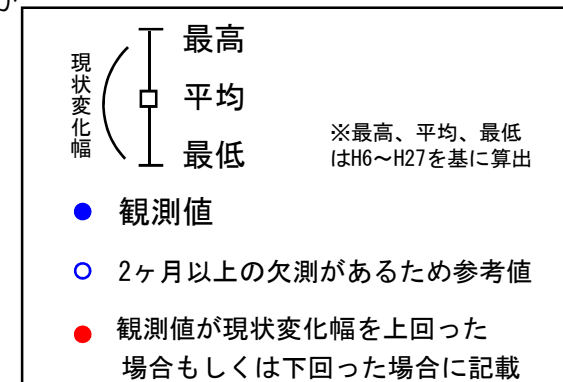 最高
現状変化幅
平均
※最高、平均、最低
最低
はH6～H27を基に算出
観測値
2ヶ月以上の欠測があるため参考値
観測値が現状変化幅を上回った
場合もしくは下回った場合に記載